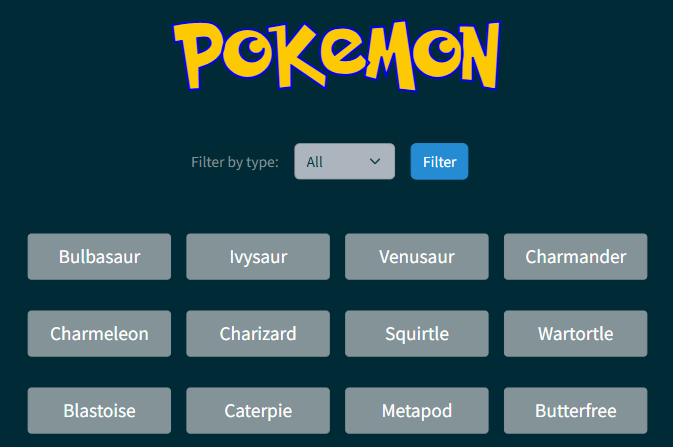 POKEMON
Filter by type: All Filter
Bulbasaur Ivysaur Venusaur Charmander
Charmeleon Charizard Squirtle Wartortle
Blastoise Caterpie Metapod Butterfree